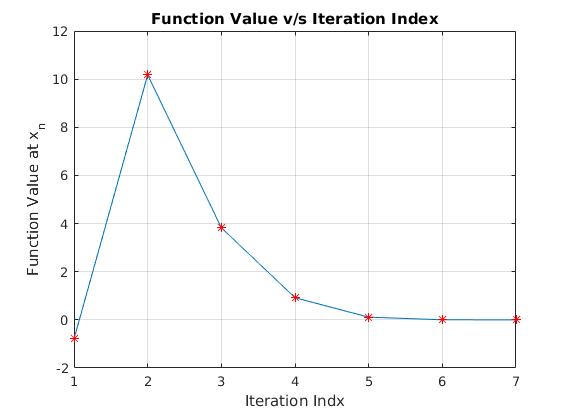 Function Value v/s Iteration Index
12
10
8
6
4
2
0
-2
Function Value at x_n
1 2 3 4 5 6 7
Iteration Indx